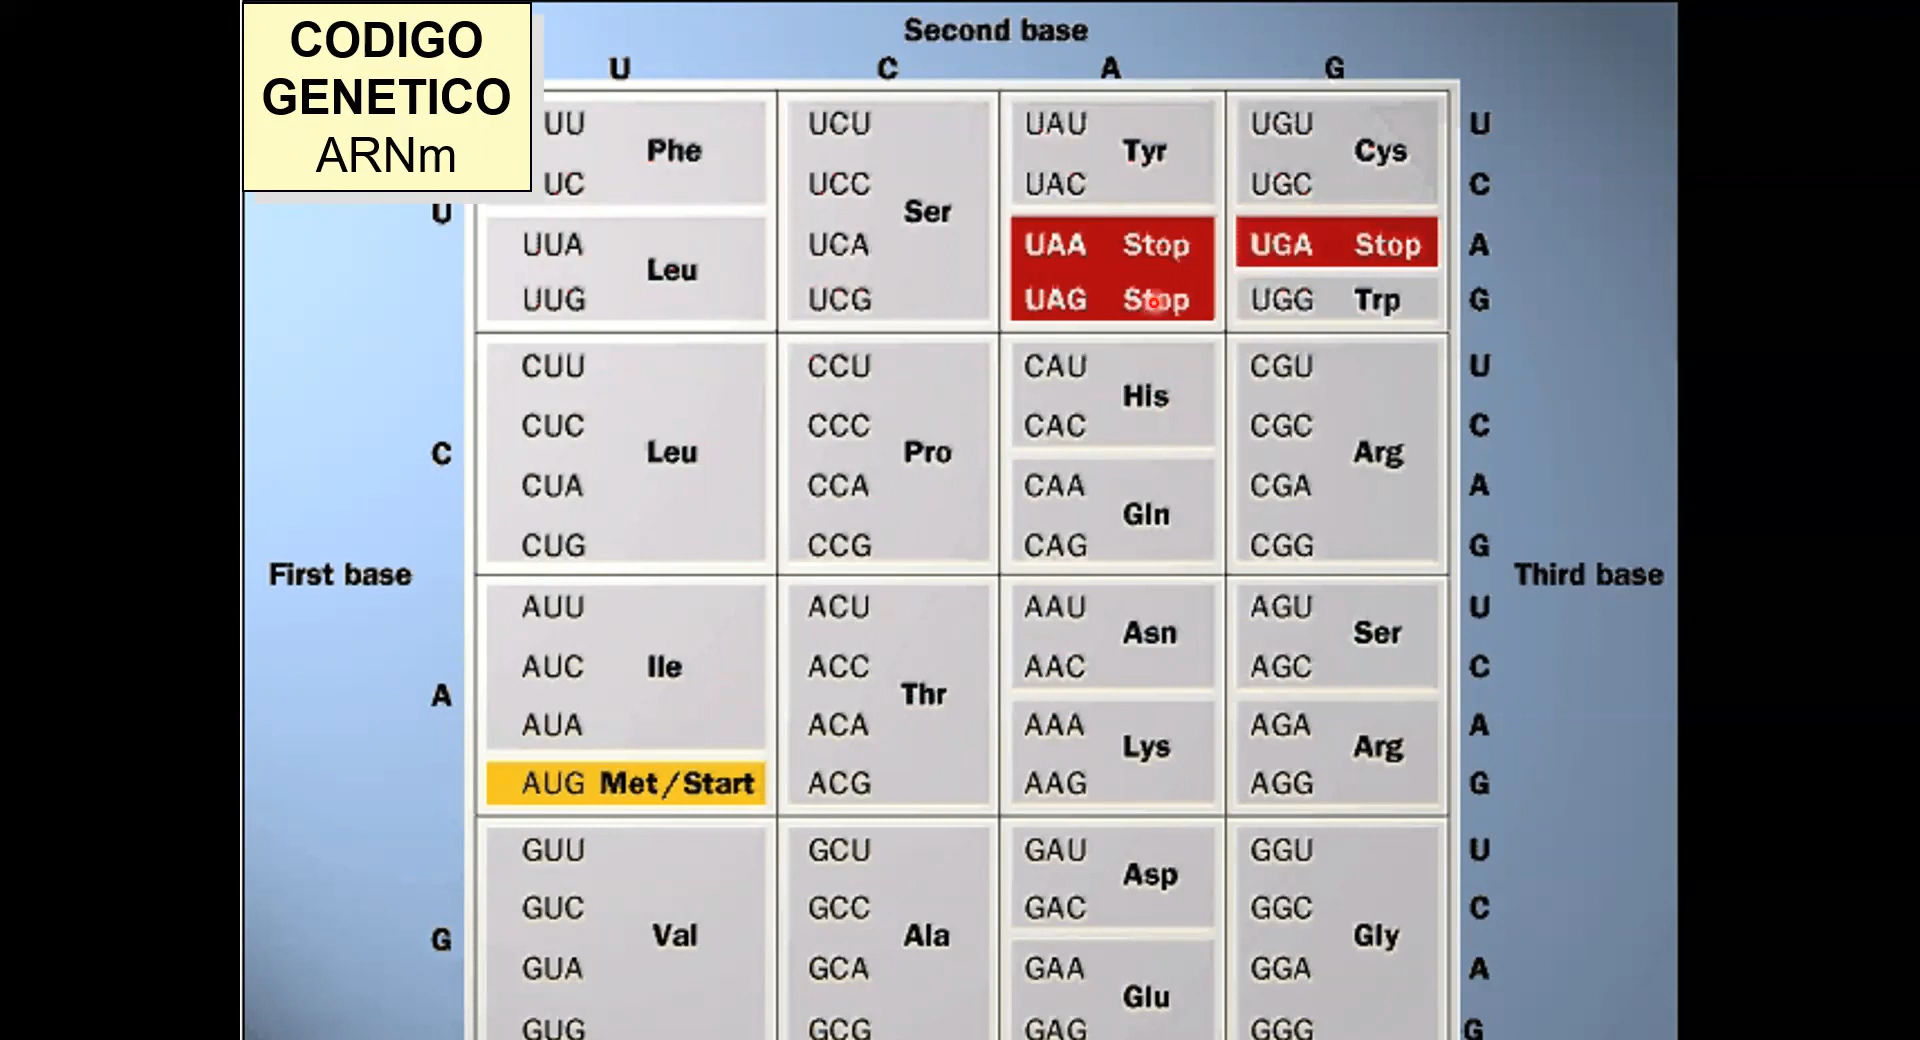 CODIGO
GENETICO
ARNm
Second base
U C A G
UU Phe UCU UAU Tyr UGU Cys U
UC UCC UAC UGC C
U Ser
UUA Leu UCA UAA Stop UGA Stop A
UUG UCG UAG Stop UGG Trp G
CUU CCU CAU His CGU U
CUC CCC CAC CGC C
C Leu Pro Arg
CUA CCA CAA Gln CGA A
CUG CCG CAG CGG G
First base Third base
AUU ACU AAU Asn AGU Ser U
AUC Ile ACC AAC AGC C
A Thr
AUA ACA AAA Lys AGA Arg A
AUG Met/Start ACG AAG AGG G
GUU GCU GAU Asp GGU U
GUC GCC GAC GGC C
G Val Ala Gly
GUA GCA GAA Glu GGA A
GUG GCG GAG GGG G